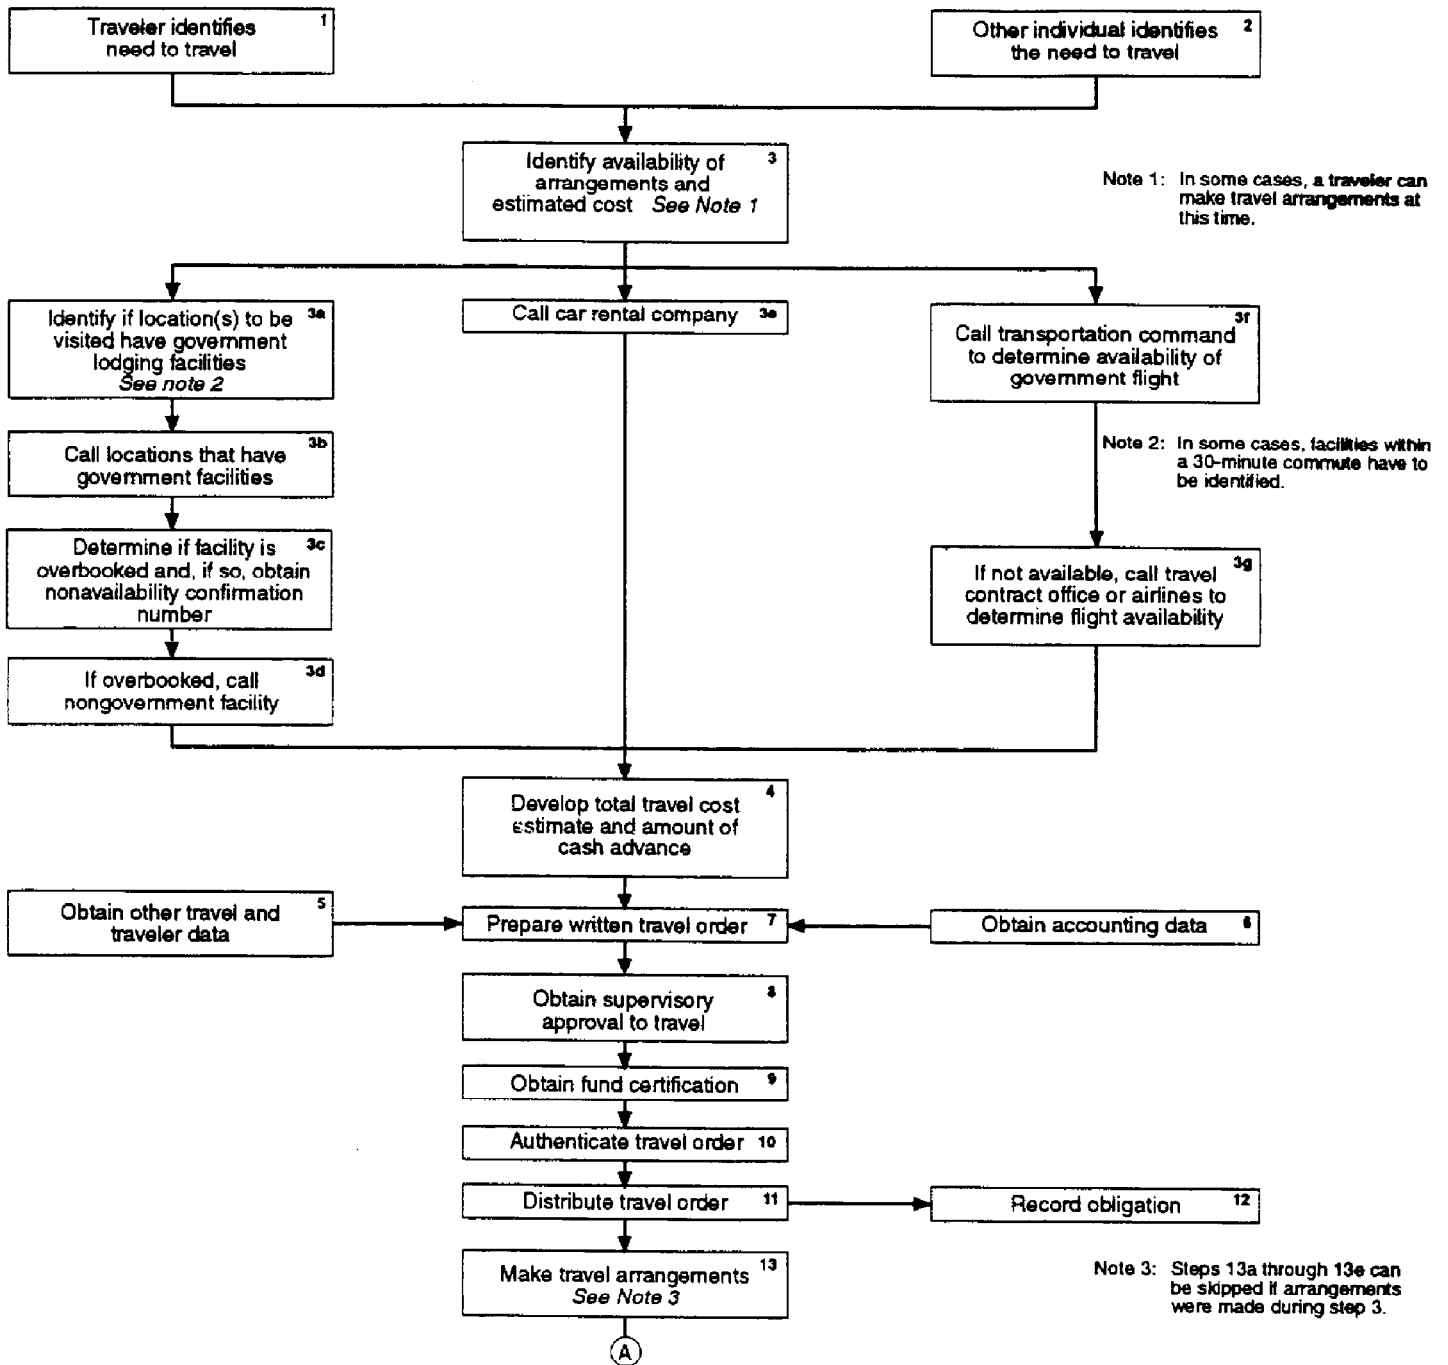 Traveler identifies
need to travel
1
Other individual identifies
the need to travel
2
Identify availability of
arrangements and
estimated cost See Note 1
3
Note 1: In some cases, a traveler can
make travel arrangements at
this time.
Identify if location(s) to be
visited have government
lodging facilities
See note 2
3a
Call car rental company
3e
Call transportation command
to determine availability of
government flight
3f
Call locations that have
government facilities
3b
Note 2: In some cases, facilities within
a 30-minute commute have to
be identified.
Determine if facility is
overbooked and, if so, obtain
nonavailability confirmation
number
3c
If not available, call travel
contract office or airlines to
determine flight availability
3g
If overbooked, call
nongovernment facility
3d
Develop total travel cost
estimate and amount of
cash advance
4
Obtain other travel and
traveler data
5
Prepare written travel order
7
Obtain accounting data
6
Obtain supervisory
approval to travel
8
Obtain fund certification
9
Authenticate travel order
10
Distribute travel order
11
Record obligation
12
Make travel arrangements
See Note 3
13
Note 3: Steps 13a through 13e can
be skipped if arrangements
were made during step 3.
A